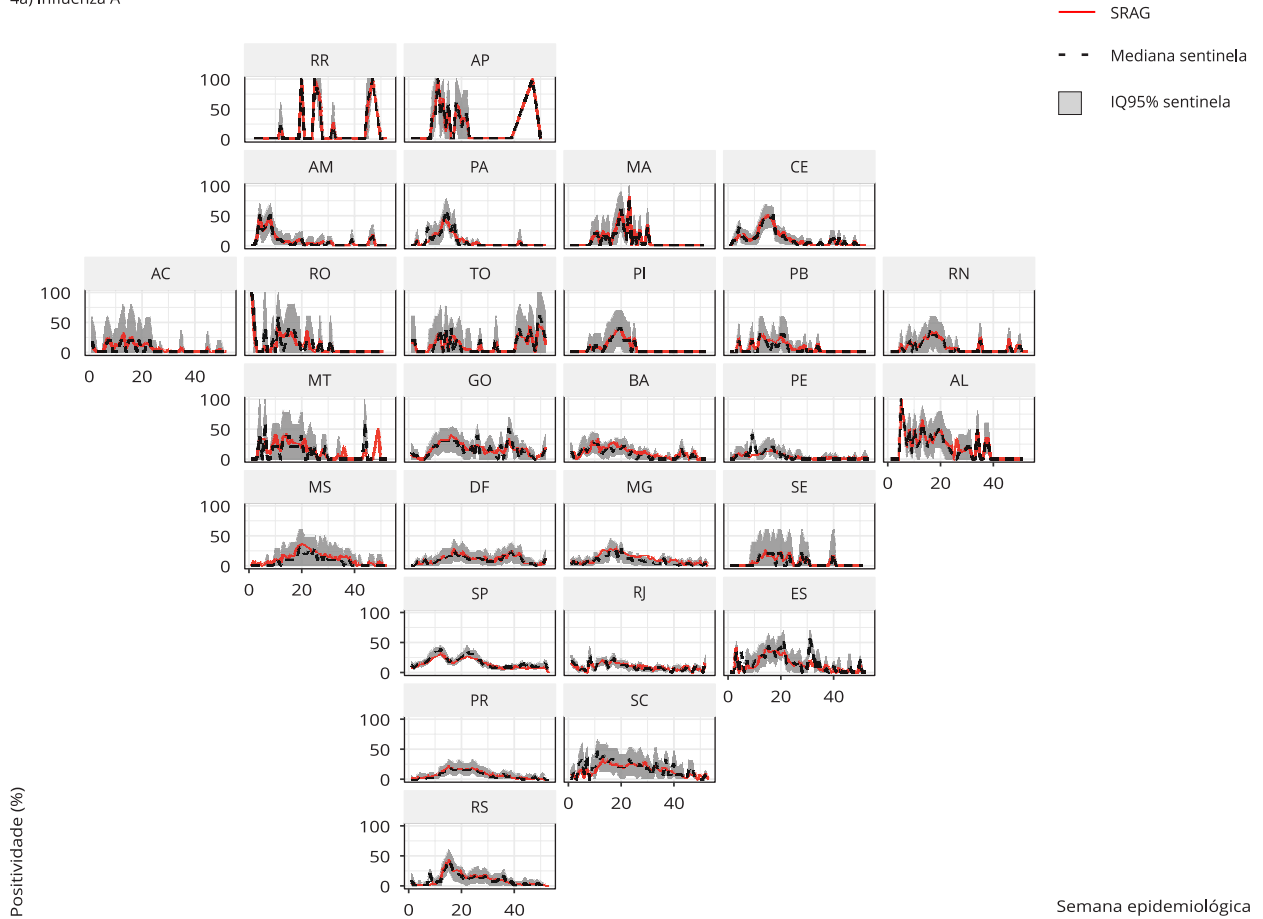 4a) Influenza A
SRAG
Mediana sentinela
IQ95% sentinela
RR AP
100
50
0
AM PA MA CE
100
50
0
AC RO TO PI PB RN
100
50
0
0 20 40
MT GO BA PE AL
100
50
0
0 20 40
MS DF MG SE
100
50
0
0 20 40
SP RJ ES
100
50
0
0 20 40
PR SC
100
50
0
0 20 40
RS
100
50
0
0 20 40
Positividade (%)
Semana epidemiológica